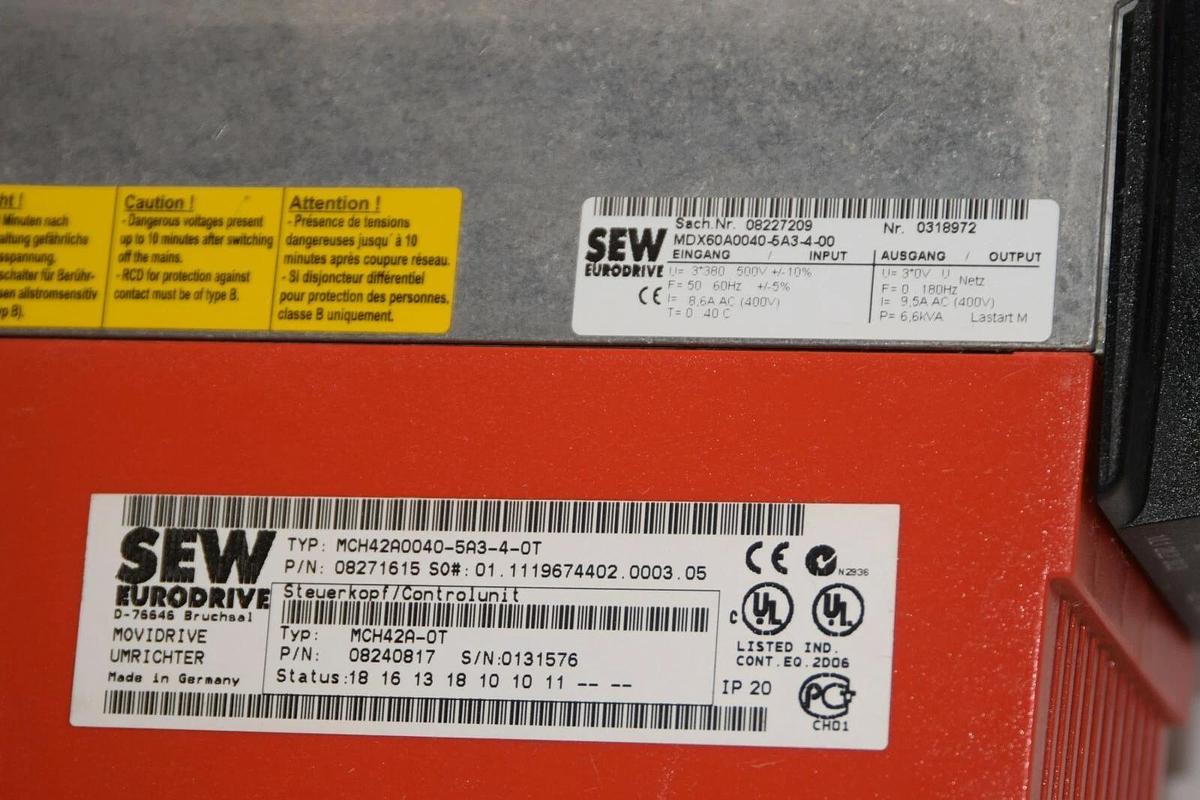 ht !
Minuten nach
altung gefährliche
sspannung.
schalter für Berühr-
sen allstromsensitiv
yp B).
Caution !
- Dangerous voltages present
up to 10 minutes after switching
off the mains.
- RCD for protection against
contact must be of type B.
Attention !
- Présence de tensions
dangereuses jusqu´à 10
minutes après coupure réseau.
- Si disjoncteur différentiel
pour protection des personnes,
classe B uniquement.
SEW
EURODRIVE
CE
Sach.Nr. 08227209 Nr. 0318972
MDX60A0040-5A3-4-00
EINGANG / INPUT
U= 3*380 500V +/-10%
F= 50 60Hz +/-5%
I= 8,6A AC (400V)
T= 0 40 C
AUSGANG / OUTPUT
U= 3*0V U Netz
F= 0 180Hz
I= 9,5A AC (400V)
P= 6,6kVA Lastart M
SEW
EURODRIVE
D-76646 Bruchsal
MOVIDRIVE
UMRICHTER
Made in Germany
TYP: MCH42A0040-5A3-4-0T
P/N: 08271615 SO#: 01.1119674402.0003.05
Steuerkopf/Controlunit
Typ: MCH42A-0T
P/N: 08240817 S/N:0131576
Status:18 16 13 18 10 10 11 -- --
CE
N2936
c UL UL
LISTED IND.
CONT.EQ.2D06
IP 20
CH01